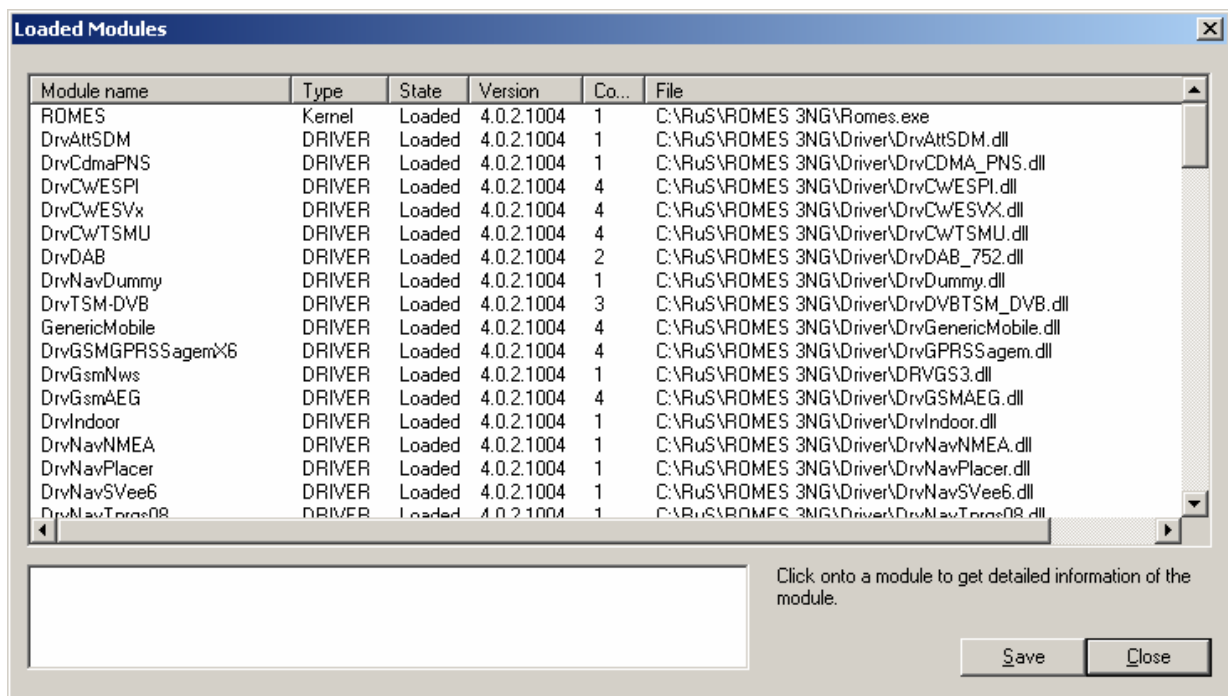 Loaded Modules
Module name Type State Version Co... File
ROMES Kernel Loaded 4.0.2.1004 1 C:\RuS\ROMES 3NG\Romes.exe
DrvAttSDM DRIVER Loaded 4.0.2.1004 1 C:\RuS\ROMES 3NG\Driver\DrvAttSDM.dll
DrvCdmaPNS DRIVER Loaded 4.0.2.1004 1 C:\RuS\ROMES 3NG\Driver\DrvCDMA_PNS.dll
DrvCWESPI DRIVER Loaded 4.0.2.1004 4 C:\RuS\ROMES 3NG\Driver\DrvCWESPI.dll
DrvCWESVx DRIVER Loaded 4.0.2.1004 4 C:\RuS\ROMES 3NG\Driver\DrvCWESVX.dll
DrvCWTSMU DRIVER Loaded 4.0.2.1004 4 C:\RuS\ROMES 3NG\Driver\DrvCWTSMU.dll
DrvDAB DRIVER Loaded 4.0.2.1004 2 C:\RuS\ROMES 3NG\Driver\DrvDAB_752.dll
DrvNavDummy DRIVER Loaded 4.0.2.1004 1 C:\RuS\ROMES 3NG\Driver\DrvDummy.dll
DrvTSM-DVB DRIVER Loaded 4.0.2.1004 3 C:\RuS\ROMES 3NG\Driver\DrvDVBTSM_DVB.dll
GenericMobile DRIVER Loaded 4.0.2.1004 4 C:\RuS\ROMES 3NG\Driver\DrvGenericMobile.dll
DrvGSMGPRSSagemX6 DRIVER Loaded 4.0.2.1004 4 C:\RuS\ROMES 3NG\Driver\DrvGPRSSagem.dll
DrvGsmNws DRIVER Loaded 4.0.2.1004 1 C:\RuS\ROMES 3NG\Driver\DRVGS3.dll
DrvGsmAEG DRIVER Loaded 4.0.2.1004 4 C:\RuS\ROMES 3NG\Driver\DrvGSMAEG.dll
DrvIndoor DRIVER Loaded 4.0.2.1004 1 C:\RuS\ROMES 3NG\Driver\DrvIndoor.dll
DrvNavNMEA DRIVER Loaded 4.0.2.1004 1 C:\RuS\ROMES 3NG\Driver\DrvNavNMEA.dll
DrvNavPlacer DRIVER Loaded 4.0.2.1004 1 C:\RuS\ROMES 3NG\Driver\DrvNavPlacer.dll
DrvNavSVee6 DRIVER Loaded 4.0.2.1004 1 C:\RuS\ROMES 3NG\Driver\DrvNavSVee6.dll
DRIVER Loaded 4.0.2.1004 1
Click onto a module to get detailed information of the
module.
Save Close